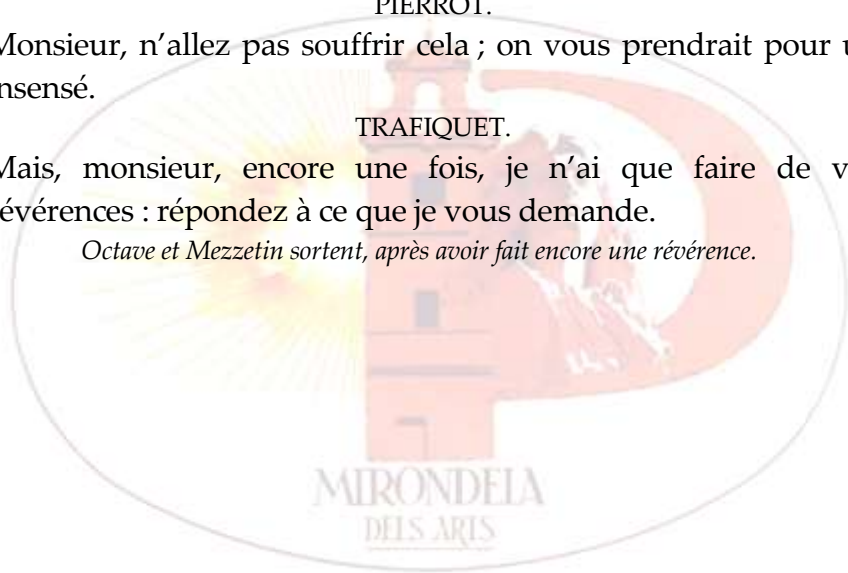 PIERROT.
Monsieur, n’allez pas souffrir cela ; on vous prendrait pour
insensé.
TRAFIQUET.
Mais, monsieur, encore une fois, je n’ai que faire de
révérences : répondez à ce que je vous demande.
Octave et Mezzetin sortent, après avoir fait encore une révérence.
MIRONDELA
DELS ARTS